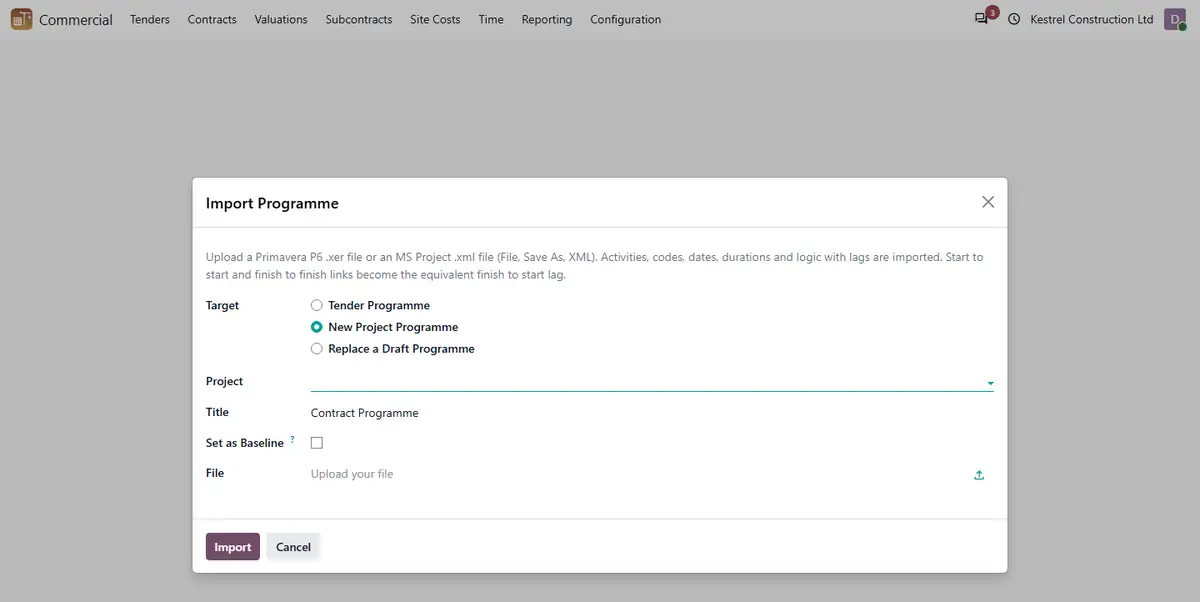 Commercial Tenders Contracts Valuations Subcontracts Site Costs Time Reporting Configuration 3 Kestrel Construction Ltd D
Import Programme
Upload a Primavera P6 .xer file or an MS Project .xml file (File, Save As, XML). Activities, codes, dates, durations and logic with lags are imported. Start to
start and finish to finish links become the equivalent finish to start lag.
Target
Tender Programme
New Project Programme
Replace a Draft Programme
Project
Title Contract Programme
Set as Baseline ?
File Upload your file
Import Cancel